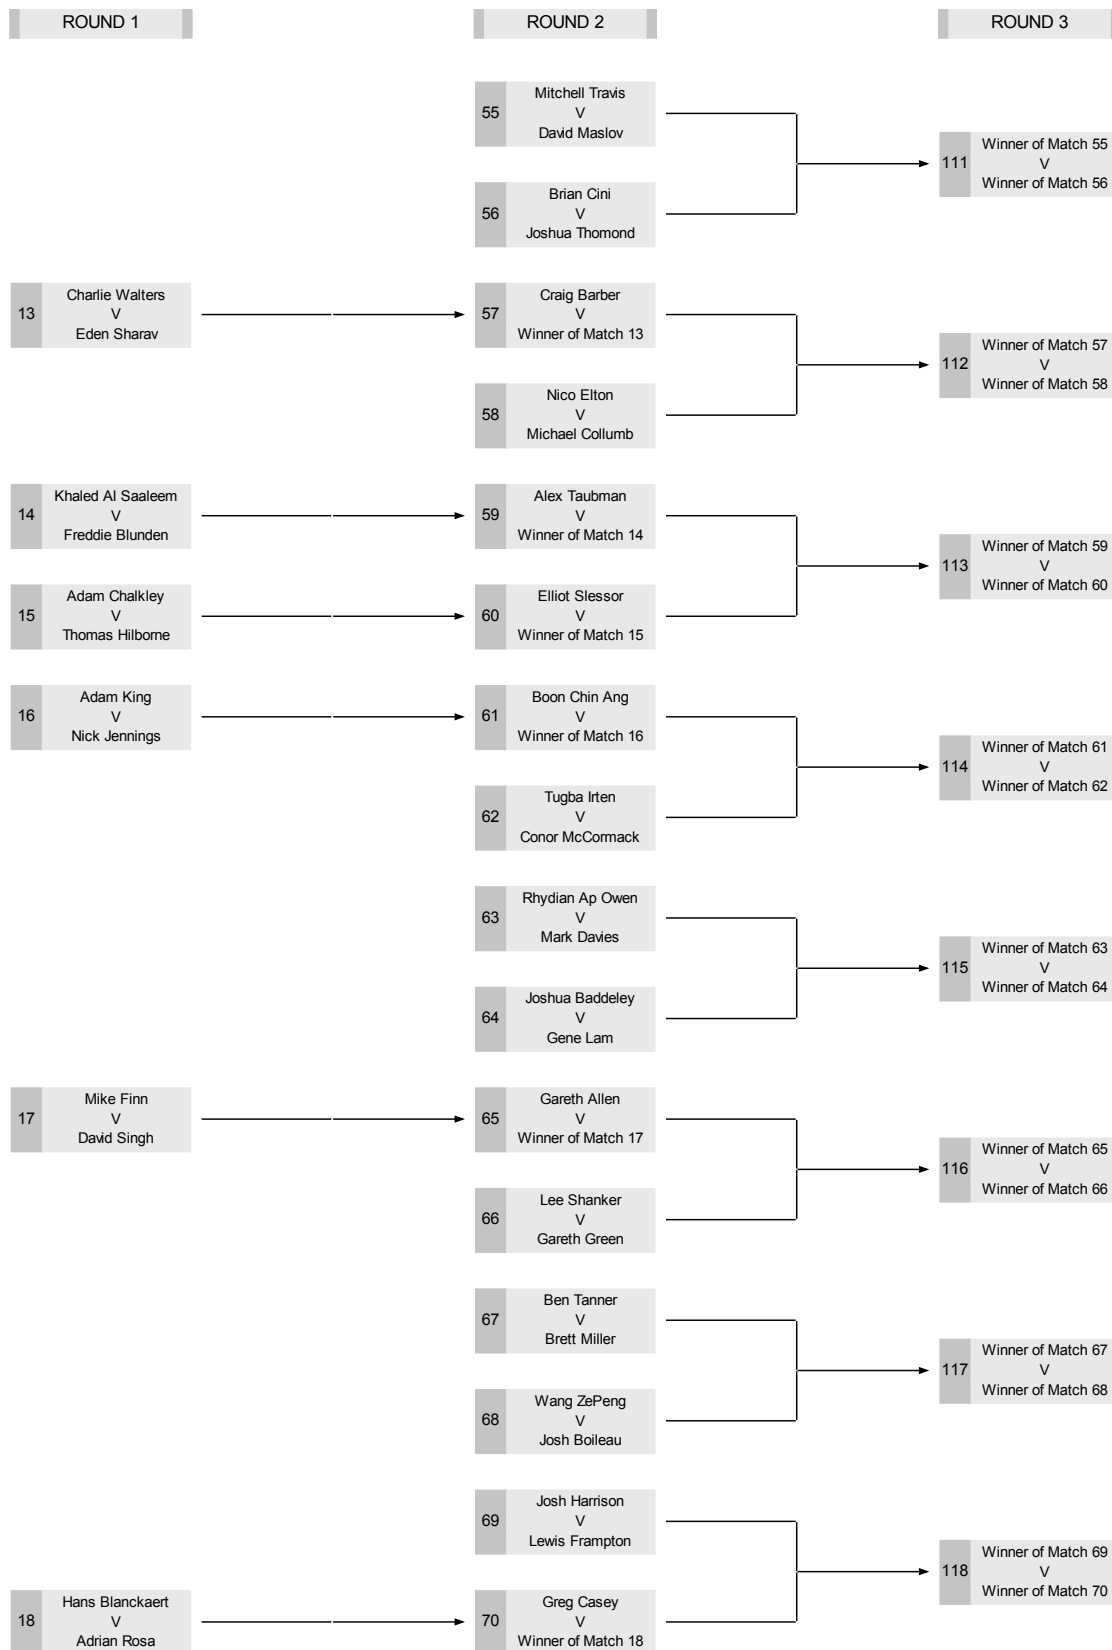 ROUND 1
ROUND 2
ROUND 3
55
Mitchell Travis
V
David Maslov
111
Winner of Match 55
V
Winner of Match 56
56
Brian Cini
V
Joshua Thomond
13
Charlie Walters
V
Eden Sharav
57
Craig Barber
V
Winner of Match 13
112
Winner of Match 57
V
Winner of Match 58
58
Nico Elton
V
Michael Collumb
14
Khaled Al Saaleem
V
Freddie Blunden
59
Alex Taubman
V
Winner of Match 14
113
Winner of Match 59
V
Winner of Match 60
15
Adam Chalkley
V
Thomas Hilborne
60
Elliot Slessor
V
Winner of Match 15
16
Adam King
V
Nick Jennings
61
Boon Chin Ang
V
Winner of Match 16
114
Winner of Match 61
V
Winner of Match 62
62
Tugba Irten
V
Conor McCormack
63
Rhydian Ap Owen
V
Mark Davies
115
Winner of Match 63
V
Winner of Match 64
64
Joshua Baddeley
V
Gene Lam
17
Mike Finn
V
David Singh
65
Gareth Allen
V
Winner of Match 17
116
Winner of Match 65
V
Winner of Match 66
66
Lee Shanker
V
Gareth Green
67
Ben Tanner
V
Brett Miller
117
Winner of Match 67
V
Winner of Match 68
68
Wang ZePeng
V
Josh Boileau
69
Josh Harrison
V
Lewis Frampton
118
Winner of Match 69
V
Winner of Match 70
18
Hans Blanckaert
V
Adrian Rosa
70
Greg Casey
V
Winner of Match 18